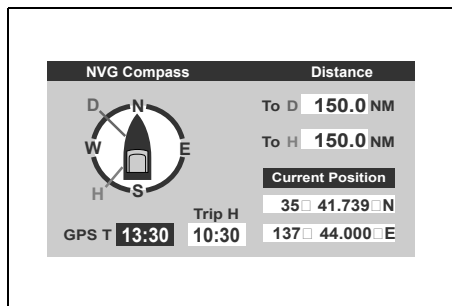 NVG Compass
Distance
D
N
W
E
H
S
To D 150.0 NM
To H 150.0 NM
Current Position
35□ 41.739□N
137□ 44.000□E
Trip H
GPS T 13:30 10:30